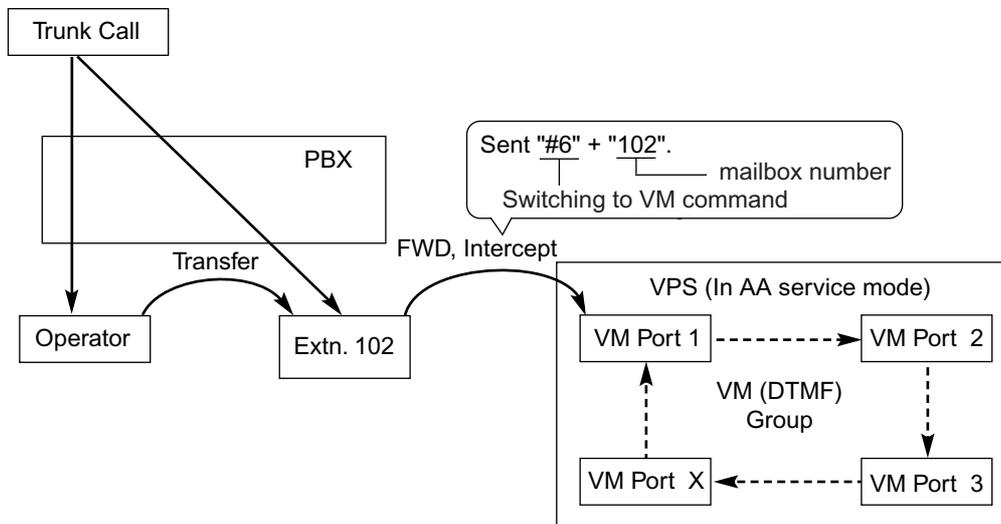 Trunk Call
PBX
Sent "#6" + "102".
mailbox number
Switching to VM command
FWD, Intercept
Transfer
VPS (In AA service mode)
Operator
Extn. 102
VM Port 1
VM Port 2
VM (DTMF)
Group
VM Port X
VM Port 3